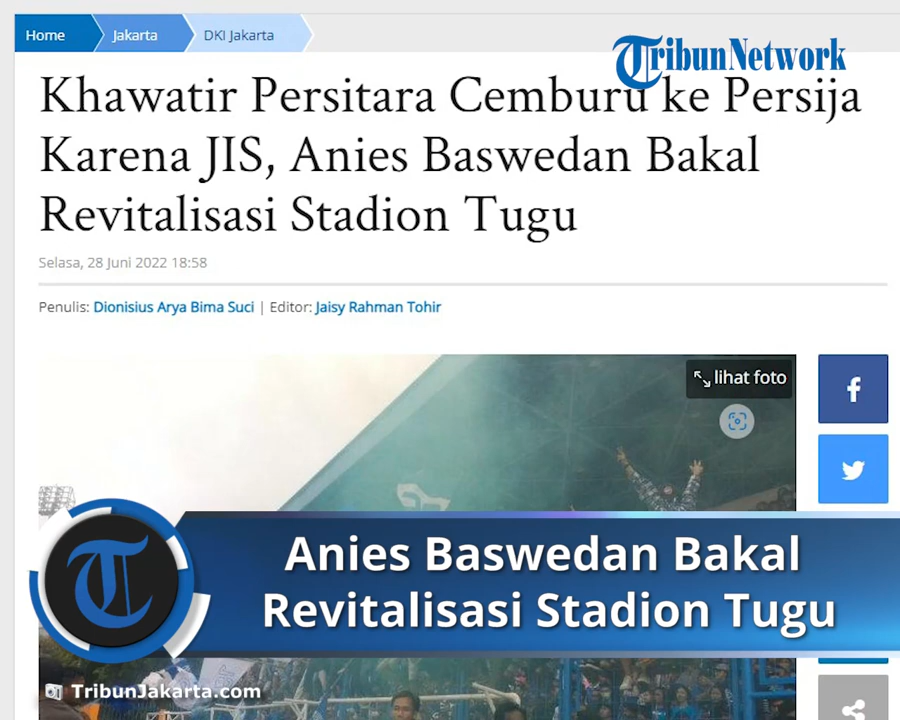 Home Jakarta DKI Jakarta
Tribun Network
Khawatir Persitara Cemburu ke Persija
Karena JIS, Anies Baswedan Bakal
Revitalisasi Stadion Tugu
Selasa, 28 Juni 2022 18:58
Penulis: Dionisius Arya Bima Suci | Editor: Jaisy Rahman Tohir
lihat foto
f
T
Anies Baswedan Bakal
Revitalisasi Stadion Tugu
TribunJakarta.com